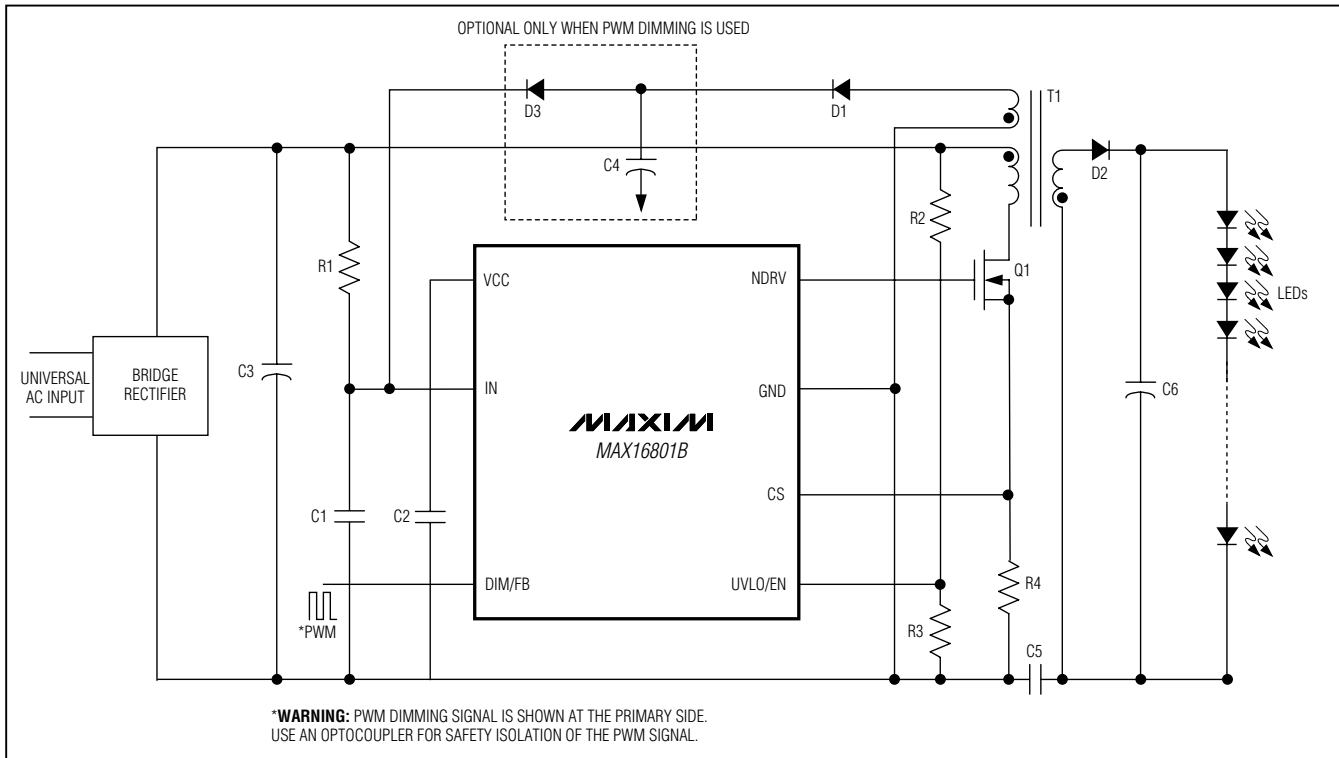 OPTIONAL ONLY WHEN PWM DIMMING IS USED
D3
D1
T1
C4
D2
R2
R1
VCC
NDRV
Q1
LEDs
UNIVERSAL
AC INPUT
BRIDGE
RECTIFIER
C3
IN
GND
C6
MAXIM
MAX16801B
CS
C1
C2
DIM/FB
UVLO/EN
R4
*PWM
R3
C5
*WARNING: PWM DIMMING SIGNAL IS SHOWN AT THE PRIMARY SIDE.
USE AN OPTOCOUPLER FOR SAFETY ISOLATION OF THE PWM SIGNAL.